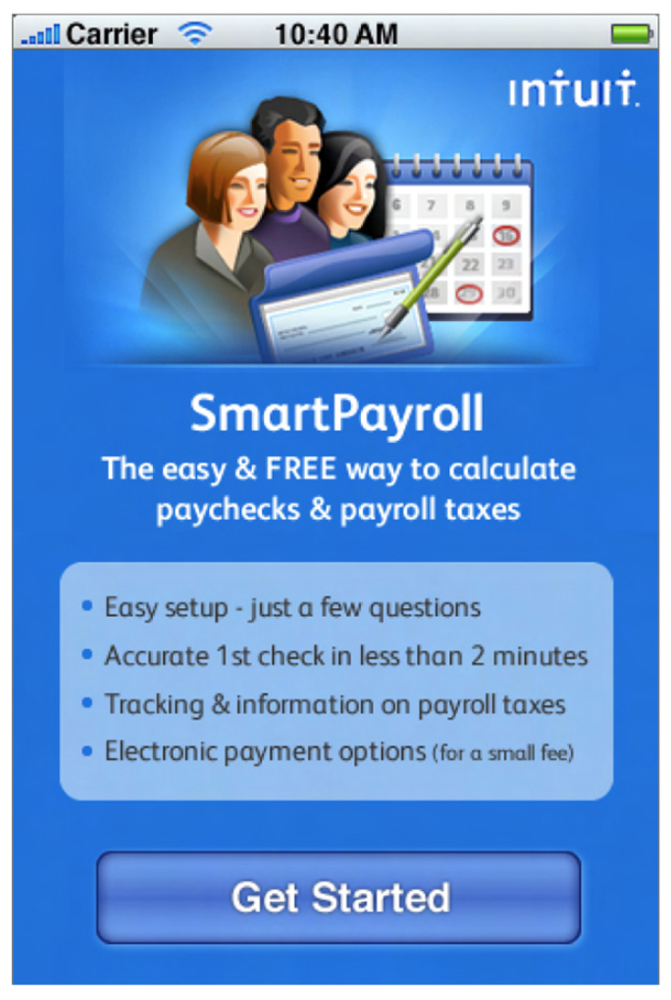 Carrier 10:40 AM
intuit.
6 7 8 9
16
22 23
28 29 30
SmartPayroll
The easy & FREE way to calculate
paychecks & payroll taxes
• Easy setup - just a few questions
• Accurate 1st check in less than 2 minutes
• Tracking & information on payroll taxes
• Electronic payment options (for a small fee)
Get Started